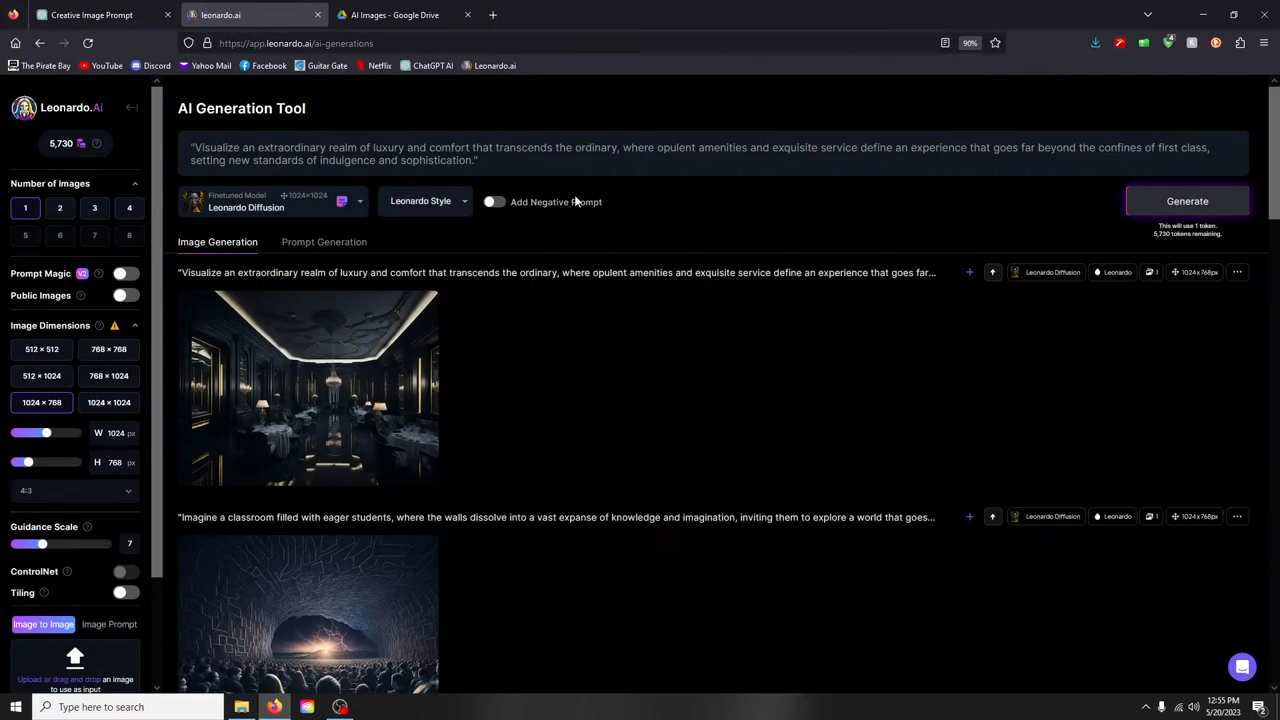 Creative Image Prompt
leonardo.ai
AI Images - Google Drive
https://app.leonardo.ai/ai-generations
90%
4
The Pirate Bay
YouTube
Discord
Yahoo Mail
Facebook
Guitar Gate
Netflix
ChatGPT AI
Leonardo.ai
Leonardo.Ai
5,730
Number of Images
1 2 3 4
5 6 7 8
Prompt Magic V2
Public Images
Image Dimensions
512 × 512 768 × 768
512 × 1024 768 × 1024
1024 × 768 1024 × 1024
W 1024 px
H 768 px
4:3
Guidance Scale
7
ControlNet
Tiling
Image to Image Image Prompt
Upload or drag and drop an image
to use as input
AI Generation Tool
"Visualize an extraordinary realm of luxury and comfort that transcends the ordinary, where opulent amenities and exquisite service define an experience that goes far beyond the confines of first class,
setting new standards of indulgence and sophistication."
Finetuned Model 1024×1024
Leonardo Diffusion
Leonardo Style
Add Negative Prompt
Generate
This will use 1 token.
5,730 tokens remaining.
Image Generation Prompt Generation
"Visualize an extraordinary realm of luxury and comfort that transcends the ordinary, where opulent amenities and exquisite service define an experience that goes far...
Leonardo Diffusion Leonardo 1 1024x768px
"Imagine a classroom filled with eager students, where the walls dissolve into a vast expanse of knowledge and imagination, inviting them to explore a world that goes...
Leonardo Diffusion Leonardo 1 1024x768px
Type here to search
12:55 PM
5/20/2023
2